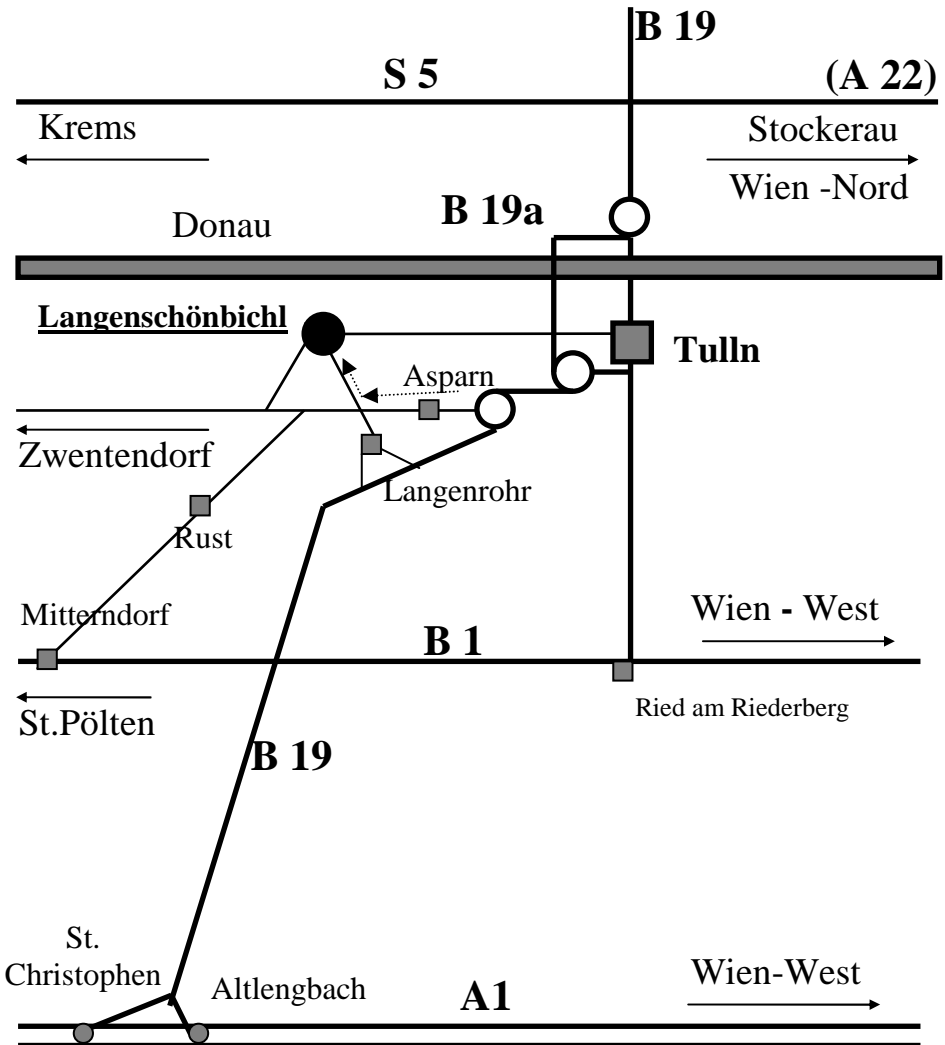 B 19
S 5
(A 22)
Krems
Stockerau
Wien -Nord
B 19a
Donau
Langenschönbichl
Tulln
Asparn
Zwentendorf
Langenrohr
Rust
Mitterndorf
Wien - West
B 1
St.Pölten
Ried am Riederberg
B 19
St.
Christophen
Altlengbach
A1
Wien-West